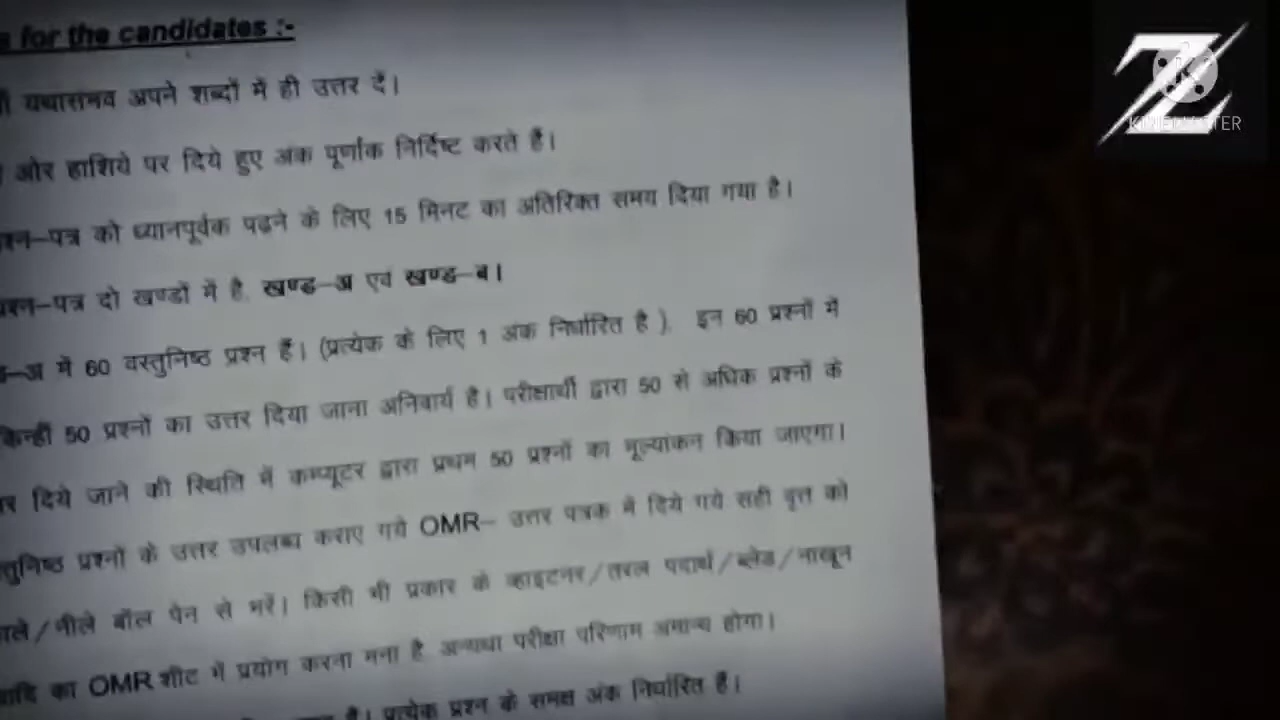 for the candidates :-
यथासंभव अपने शब्दों में ही उत्तर दें।
ओर हाशिये पर दिये हुए अंक पूर्णांक निर्दिष्ट करते हैं।
प्रश्न-पत्र को ध्यानपूर्वक पढ़ने के लिए 15 मिनट का अतिरिक्त समय दिया गया है।
प्रश्न-पत्र दो खण्डों में है, खण्ड-अ एवं खण्ड-ब।
-अ में 60 वस्तुनिष्ठ प्रश्न हैं। (प्रत्येक के लिए 1 अंक निर्धारित है ), इन 60 प्रश्नों में
किन्हीं 50 प्रश्नों का उत्तर दिया जाना अनिवार्य है। परीक्षार्थी द्वारा 50 से अधिक प्रश्नों के
दिये जाने की स्थिति में कम्प्यूटर द्वारा प्रथम 50 प्रश्नों का मूल्यांकन किया जाएगा।
प्रश्नों के उत्तर उपलब्ध कराए गये OMR- उत्तर पत्रक में दिये गये सही वृत्त को
/नीले बॉल पेन से भरें। किसी भी प्रकार के व्हाइटनर/तरल पदार्थ/ब्लेड/नाखून
का OMR शीट में प्रयोग करना मना है, अन्यथा परीक्षा परिणाम अमान्य होगा।
है। प्रत्येक प्रश्न के समक्ष अंक निर्धारित हैं।
Z
KINEMASTER